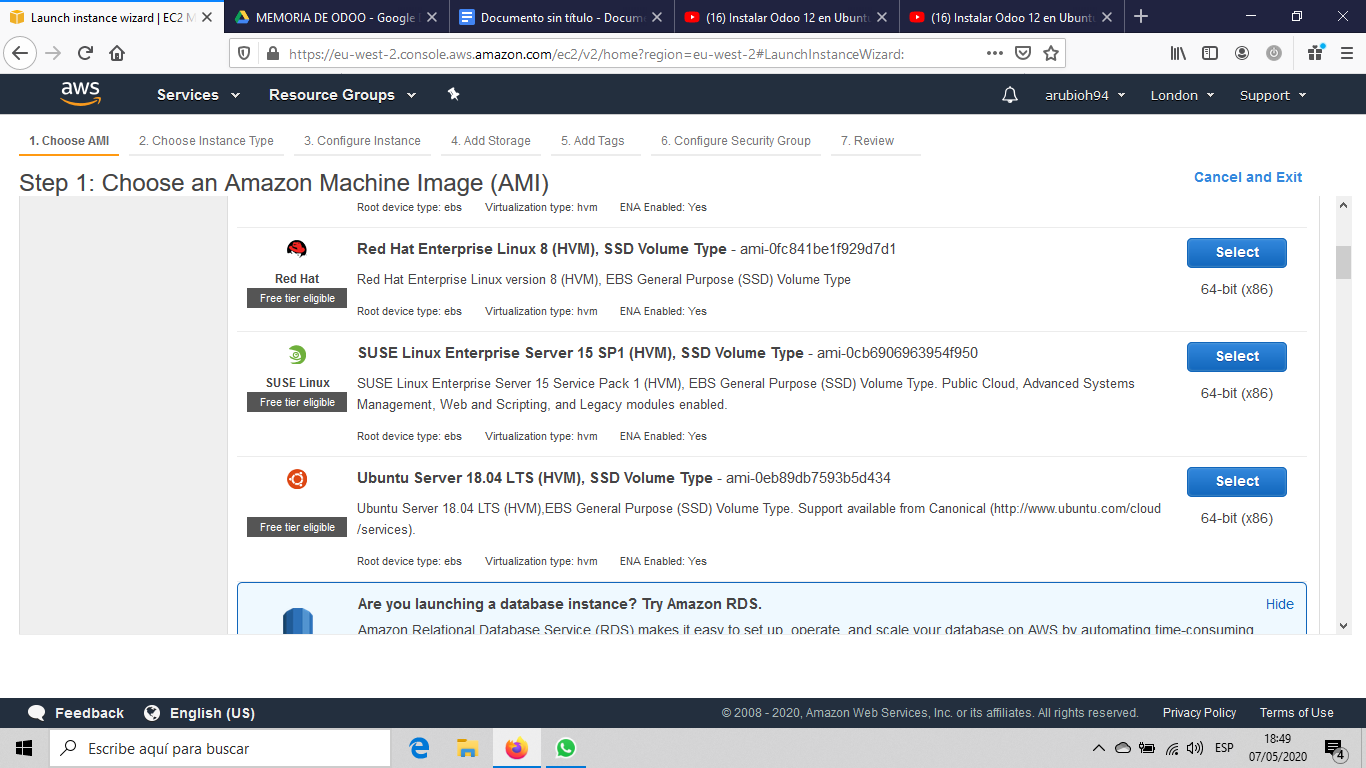 Launch instance wizard | EC2 M
MEMORIA DE ODOO - Google
Documento sin título - Docum
(16) Instalar Odoo 12 en Ubunt
(16) Instalar Odoo 12 en Ubunt
https://eu-west-2.console.aws.amazon.com/ec2/v2/home?region=eu-west-2#LaunchInstanceWizard:
aws
Services
Resource Groups
arubioh94
London
Support
1. Choose AMI
2. Choose Instance Type
3. Configure Instance
4. Add Storage
5. Add Tags
6. Configure Security Group
7. Review
Step 1: Choose an Amazon Machine Image (AMI)
Cancel and Exit
Root device type: ebs Virtualization type: hvm ENA Enabled: Yes
Red Hat
Free tier eligible
Red Hat Enterprise Linux 8 (HVM), SSD Volume Type - ami-0fc841be1f929d7d1
Red Hat Enterprise Linux version 8 (HVM), EBS General Purpose (SSD) Volume Type
Root device type: ebs Virtualization type: hvm ENA Enabled: Yes
Select
64-bit (x86)
SUSE Linux
Free tier eligible
SUSE Linux Enterprise Server 15 SP1 (HVM), SSD Volume Type - ami-0cb6906963954f950
SUSE Linux Enterprise Server 15 Service Pack 1 (HVM), EBS General Purpose (SSD) Volume Type. Public Cloud, Advanced Systems
Management, Web and Scripting, and Legacy modules enabled.
Root device type: ebs Virtualization type: hvm ENA Enabled: Yes
Select
64-bit (x86)
Free tier eligible
Ubuntu Server 18.04 LTS (HVM), SSD Volume Type - ami-0eb89db7593b5d434
Ubuntu Server 18.04 LTS (HVM),EBS General Purpose (SSD) Volume Type. Support available from Canonical (http://www.ubuntu.com/cloud
/services).
Root device type: ebs Virtualization type: hvm ENA Enabled: Yes
Select
64-bit (x86)
Are you launching a database instance? Try Amazon RDS.
Hide
Amazon Relational Database Service (RDS) makes it easy to set up, operate, and scale your database on AWS by automating time-consuming
Feedback
English (US)
© 2008 - 2020, Amazon Web Services, Inc. or its affiliates. All rights reserved.
Privacy Policy
Terms of Use
Escribe aquí para buscar
ESP
18:49
07/05/2020
4